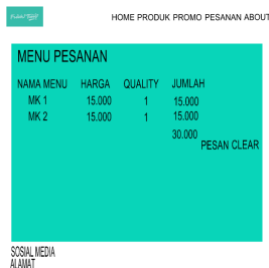 HOME PRODUK PROMO PESANAN ABOUT
MENU PESANAN
NAMA MENU HARGA QUALITY JUMLAH
MK 1 15.000 1 15.000
MK 2 15.000 1 15.000
30.000
PESAN CLEAR
SOSIAL MEDIA
ALAMAT